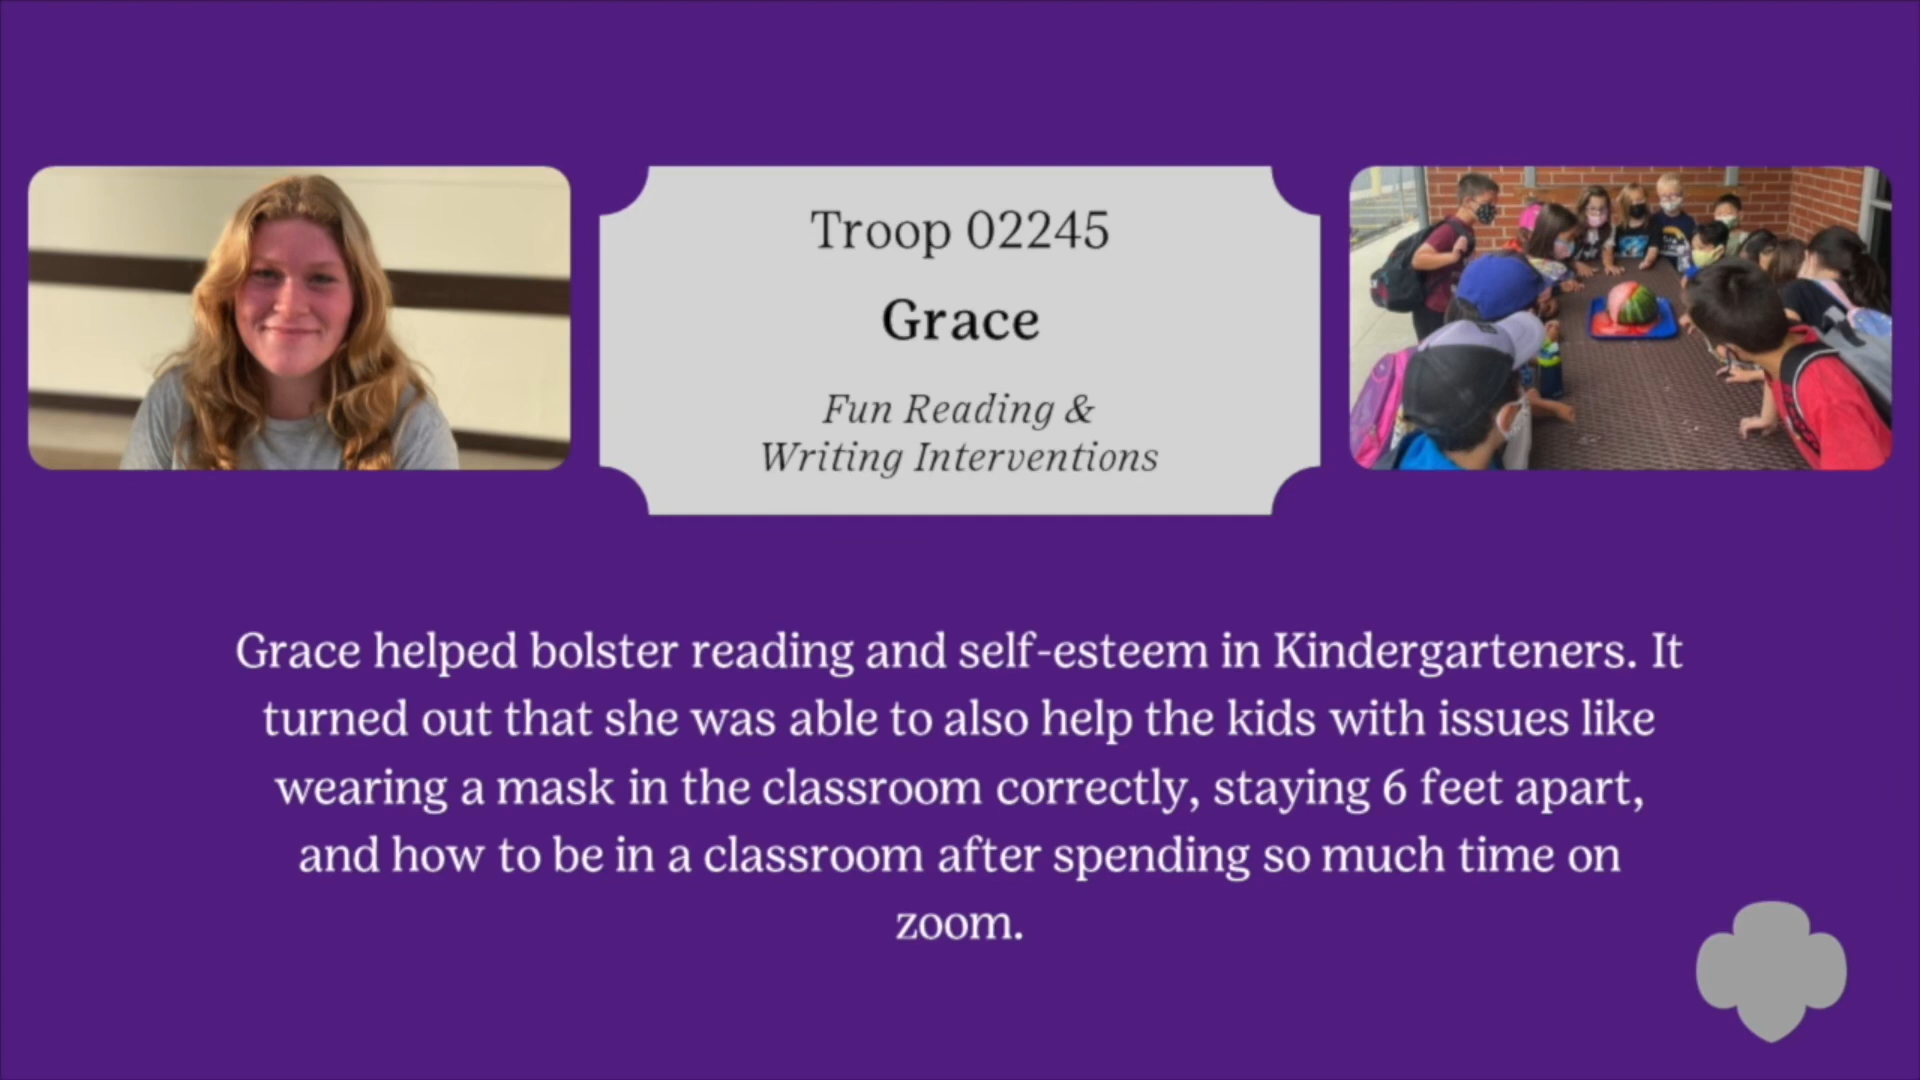 Troop 02245
Grace
Fun Reading &
Writing Interventions
Grace helped bolster reading and self-esteem in Kindergarteners. It
turned out that she was able to also help the kids with issues like
wearing a mask in the classroom correctly, staying 6 feet apart,
and how to be in a classroom after spending so much time on
zoom.